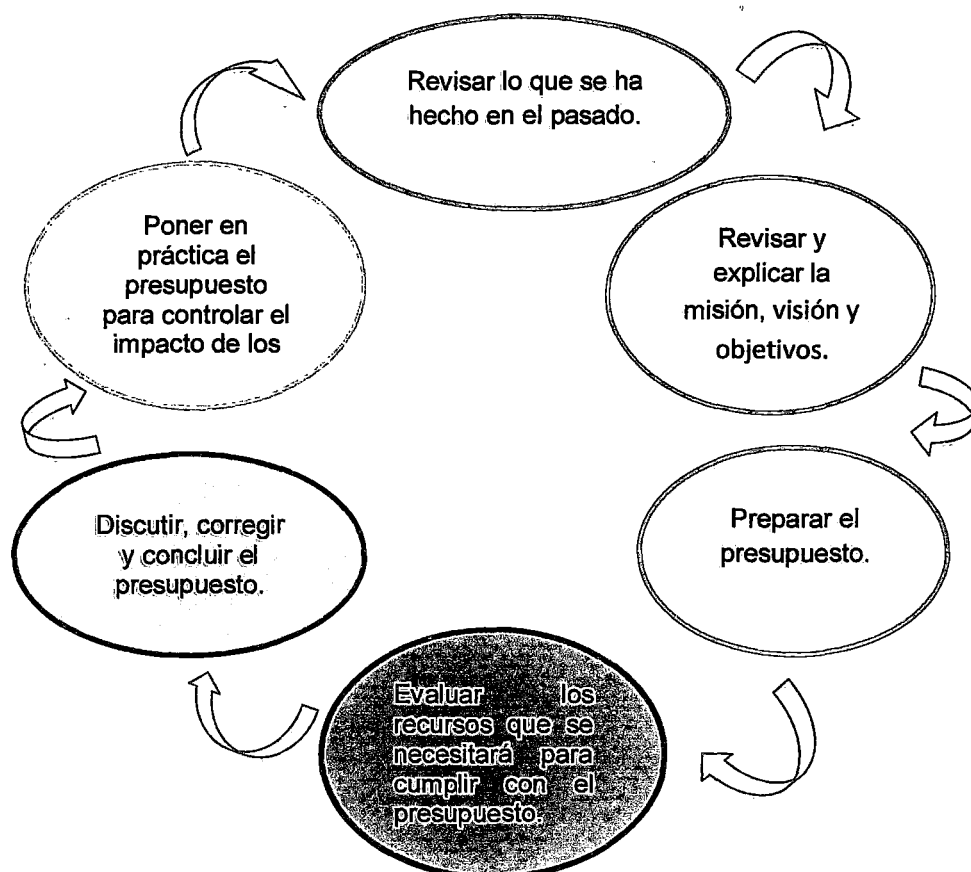 Revisar lo que se ha
hecho en el pasado.
Revisar y
explicar la
misión, visión y
objetivos.
Preparar el
presupuesto.
Evaluar los
recursos que se
necesitará para
cumplir con el
presupuesto.
Discutir, corregir
y concluir el
presupuesto.
Poner en
práctica el
presupuesto
para controlar el
impacto de los